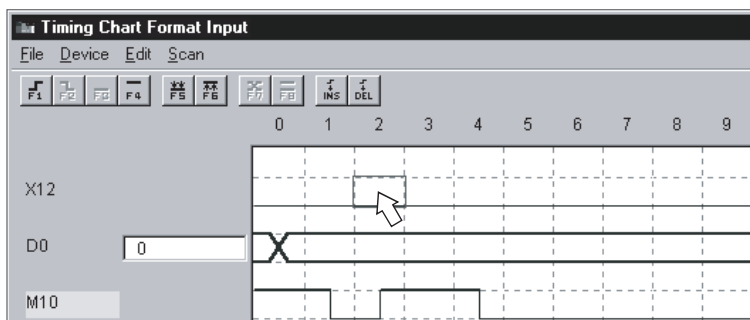 Timing Chart Format Input
File Device Edit Scan
F1 F2 F3 F4 F5 F6 F7 F8 INS DEL
0 1 2 3 4 5 6 7 8 9
X12
D0 0
M10